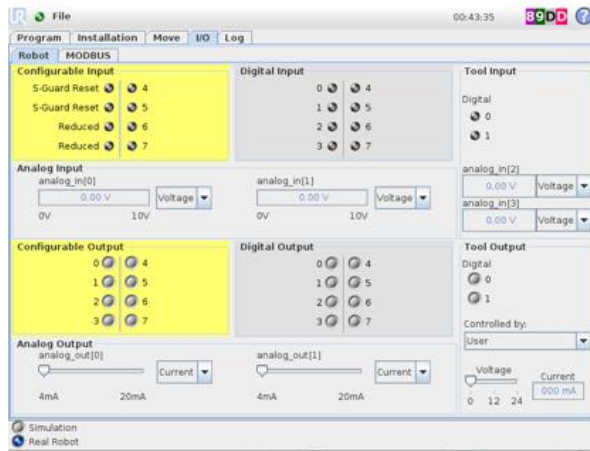 File 00:43:35 89DD ?
Program Installation Move I/O Log
Robot MODBUS
Configurable Input Digital Input Tool Input
S-Guard Reset 4 0 4 Digital
S-Guard Reset 5 1 5 0
Reduced 6 2 6 1
Reduced 7 3 7
Analog Input
analog_in[0] analog_in[1] analog_in[2]
0.00 V Voltage 0.00 V Voltage 0.00 V Voltage
0V 10V 0V 10V analog_in[3]
0.00 V Voltage
Configurable Output Digital Output Tool Output
0 4 0 4 Digital
1 5 1 5 0
2 6 2 6 1
3 7 3 7
Controlled by:
User
Analog Output
analog_out[0] analog_out[1]
Current Current Voltage Current
4mA 20mA 4mA 20mA 000 mA
0 12 24
Simulation
Real Robot